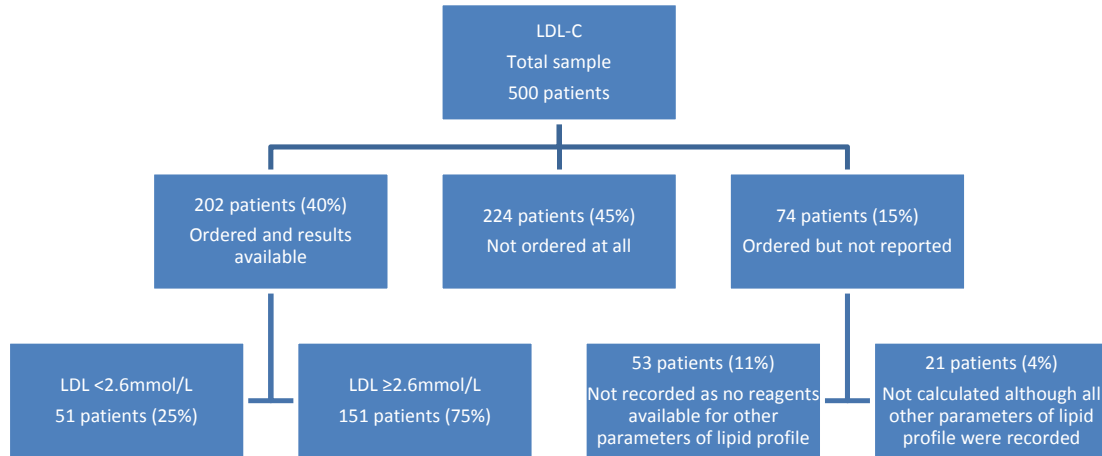 LDL-C
Total sample
500 patients
202 patients (40%)
Ordered and results
available
224 patients (45%)
Not ordered at all
74 patients (15%)
Ordered but not reported
LDL <2.6mmol/L
51 patients (25%)
LDL ≥2.6mmol/L
151 patients (75%)
53 patients (11%)
Not recorded as no reagents
available for other
parameters of lipid profile
21 patients (4%)
Not calculated although all
other parameters of lipid
profile were recorded